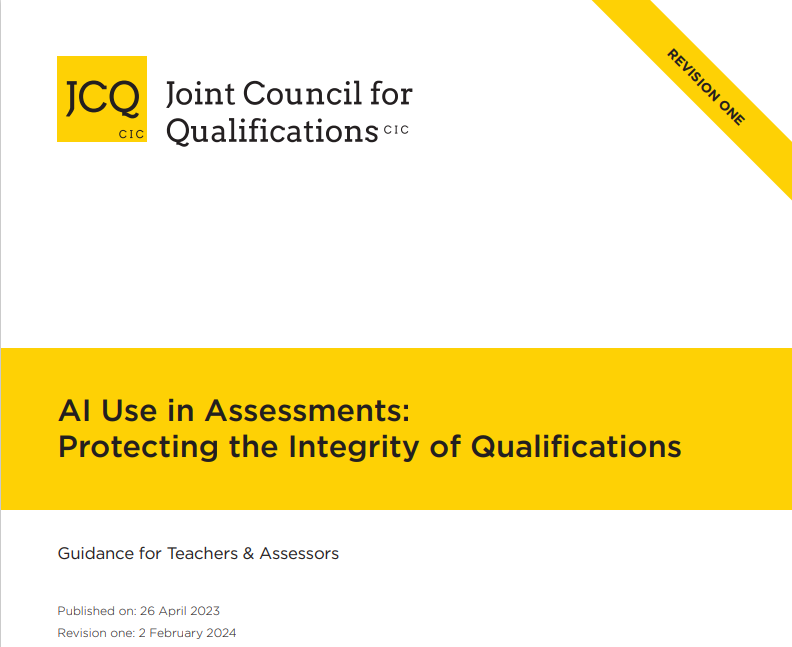 JCQ
CIC
Joint Council for
Qualifications CIC
REVISION ONE
AI Use in Assessments:
Protecting the Integrity of Qualifications
Guidance for Teachers & Assessors
Published on: 26 April 2023
Revision one: 2 February 2024